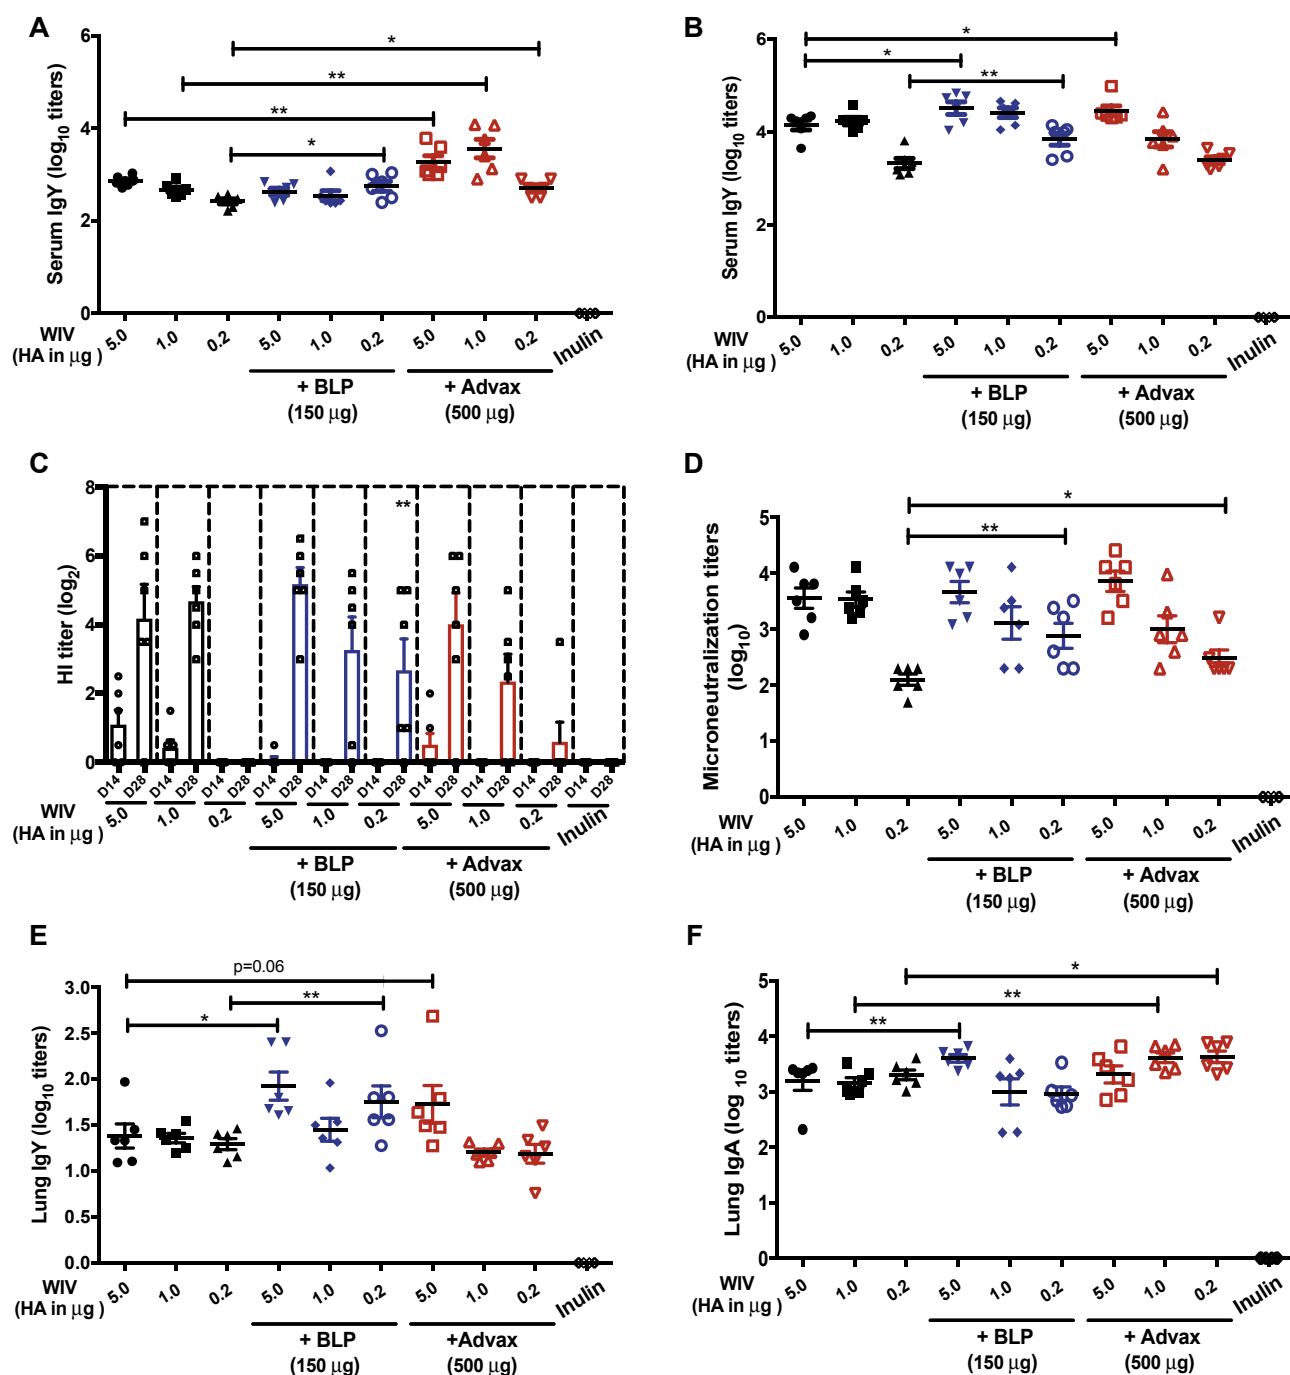 A
Serum IgY (log10 titers)
6
4
2
0
*
**
**
*
WIV
(HA in μg )
5.0 1.0 0.2 5.0 1.0 0.2 5.0 1.0 0.2 Inulin
+ BLP + Advax
(150 μg) (500 μg)
B
Serum IgY (log10 titers)
6
4
2
0
*
*
**
WIV
(HA in μg )
5.0 1.0 0.2 5.0 1.0 0.2 5.0 1.0 0.2 Inulin
+ BLP + Advax
(150 μg) (500 μg)
C
HI titer (log2)
8
6
4
2
0
**
D14 D28 D14 D28 D14 D28 D14 D28 D14 D28 D14 D28 D14 D28 D14 D28 D14 D28 D14 D28
WIV
(HA in μg )
5.0 1.0 0.2 5.0 1.0 0.2 5.0 1.0 0.2 Inulin
+ BLP + Advax
(150 μg) (500 μg)
D
Microneutralization titers
(log10)
5
4
3
2
1
0
*
**
WIV
(HA in μg )
5.0 1.0 0.2 5.0 1.0 0.2 5.0 1.0 0.2 Inulin
+ BLP + Advax
(150 μg) (500 μg)
E
Lung IgY (log10 titers)
3.0
2.5
2.0
1.5
1.0
0.5
0.0
p=0.06
**
*
WIV
(HA in μg )
5.0 1.0 0.2 5.0 1.0 0.2 5.0 1.0 0.2 Inulin
+ BLP +Advax
(150 μg) (500 μg)
F
Lung IgA (log 10 titers)
5
4
3
2
1
0
*
**
**
WIV
(HA in μg )
5.0 1.0 0.2 5.0 1.0 0.2 5.0 1.0 0.2 Inulin
+ BLP + Advax
(150 μg) (500 μg)